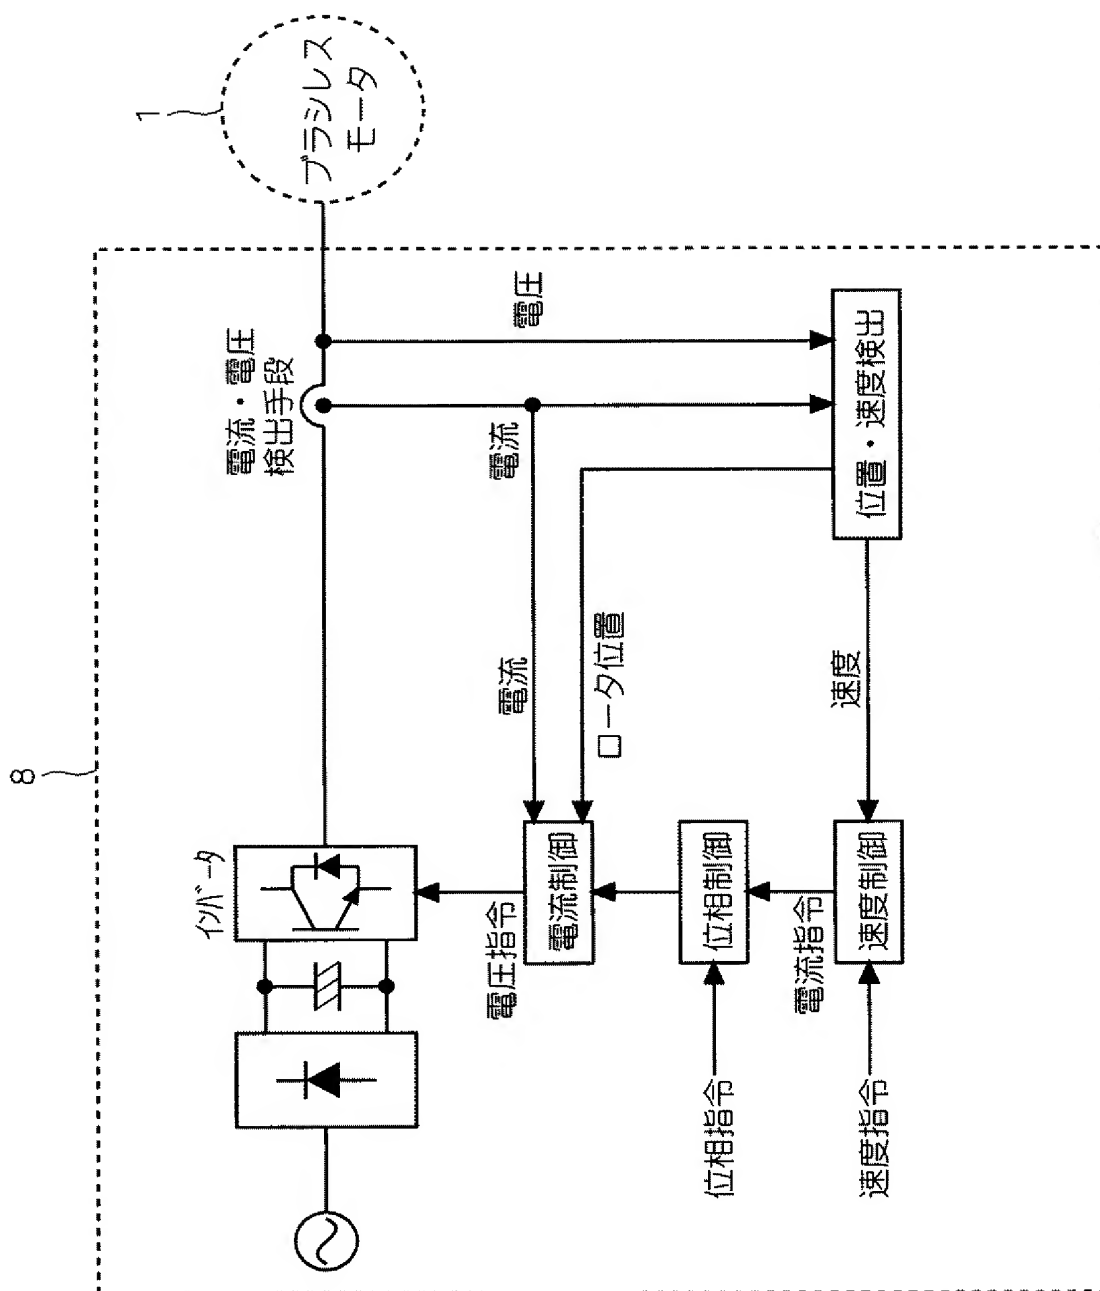 1
ブラシレス
モータ
8
電流・電圧
検出手段
電圧
電流
インバータ
電流
ロータ位置
位置・速度検出
速度
電圧指令
電流制御
位相制御
電流指令
速度制御
位相指令
速度指令